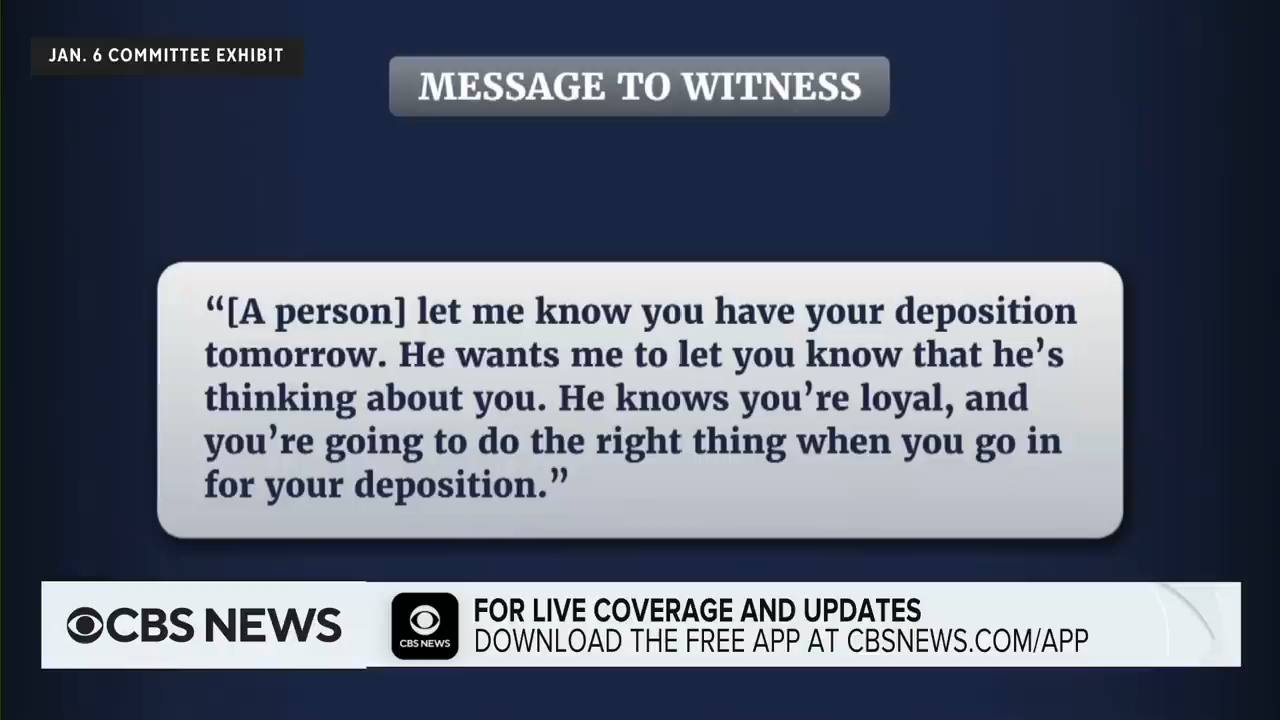 JAN. 6 COMMITTEE EXHIBIT
MESSAGE TO WITNESS
“[A person] let me know you have your deposition
tomorrow. He wants me to let you know that he’s
thinking about you. He knows you’re loyal, and
you’re going to do the right thing when you go in
for your deposition.”
CBS NEWS
CBS NEWS
FOR LIVE COVERAGE AND UPDATES
DOWNLOAD THE FREE APP AT CBSNEWS.COM/APP